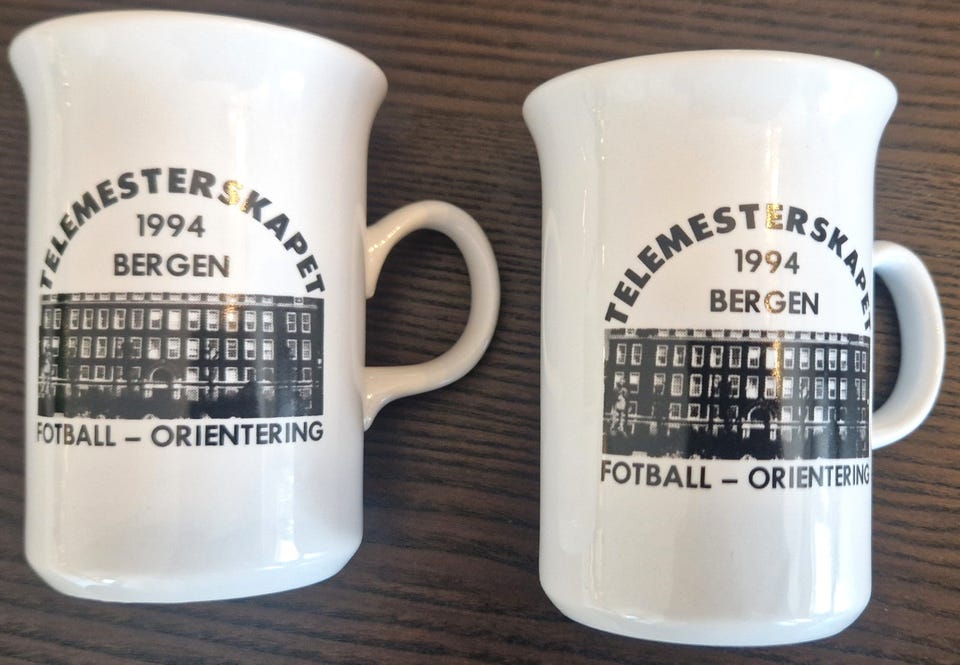 TELEMESTERSKAPET
1994
BERGEN
FOTBALL – ORIENTERING
TELEMESTERSKAPET
1994
BERGEN
FOTBALL – ORIENTERING